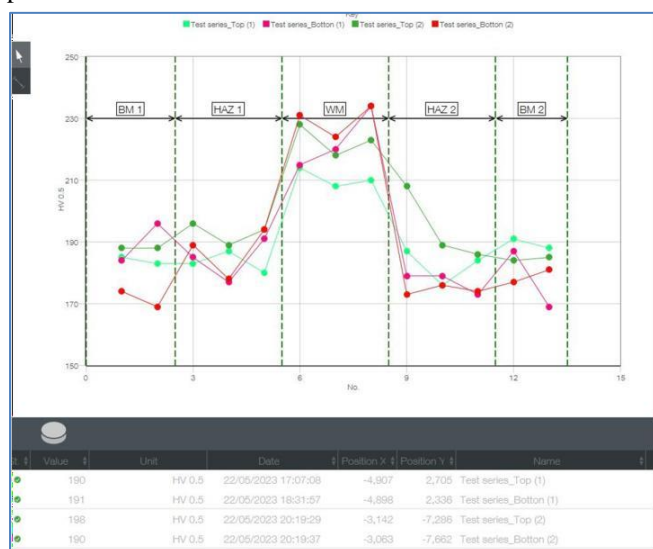 Key
Test series_Top (1) Test series_Botton (1) Test series_Top (2) Test series_Botton (2)
250
BM 1 HAZ 1 WM HAZ 2 BM 2
230
210
HV 0.5
190
170
150
0 3 6 9 12 15
No.
Value Unit Date Position X Position Y Name
190 HV 0.5 22/05/2023 17:07:08 -4,907 2,705 Test series_Top (1)
191 HV 0.5 22/05/2023 18:31:57 -4,898 2,336 Test series_Botton (1)
198 HV 0.5 22/05/2023 20:19:29 -3,142 -7,286 Test series_Top (2)
190 HV 0.5 22/05/2023 20:19:37 -3,063 -7,662 Test series_Botton (2)